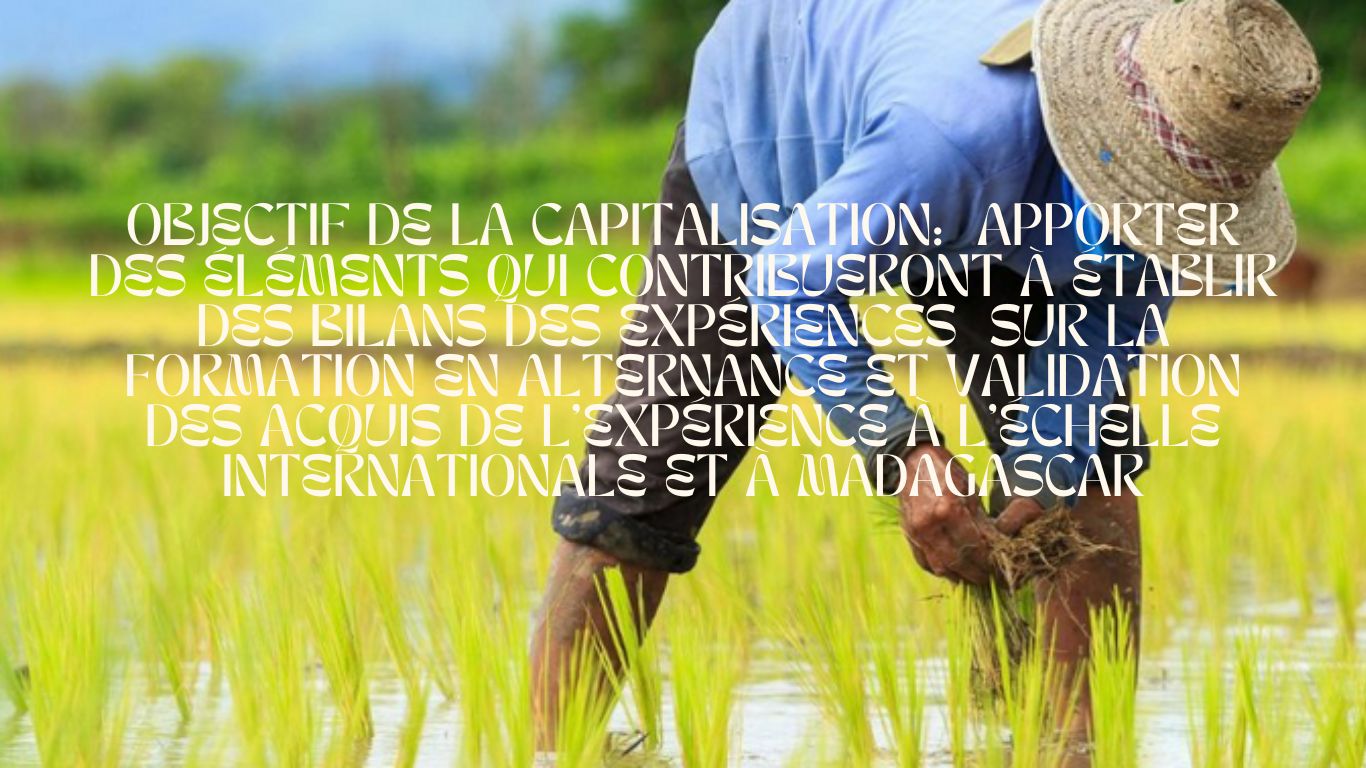 OBJECTIF DE LA CAPITALISATION:  APPORTER
DES ÉLÉMENTS QUI CONTRIBUERONT À ÉTABLIR
DES BILANS DES EXPÉRIENCES  SUR LA
FORMATION EN ALTERNANCE ET VALIDATION
DES ACQUIS DE L'EXPÉRIENCE À L'ÉCHELLE
INTERNATIONALE ET À MADAGASCAR